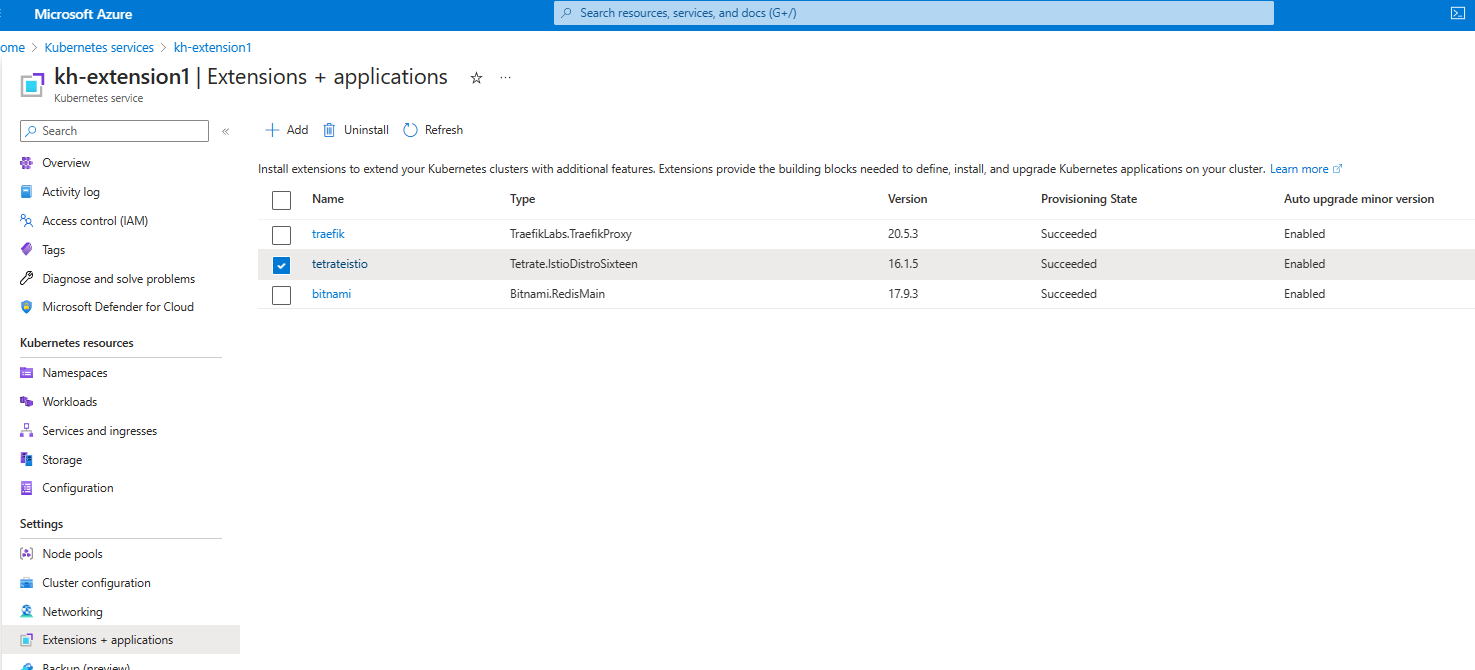 Microsoft Azure
Search resources, services, and docs (G+/)
ome > Kubernetes services > kh-extension1
kh-extension1 | Extensions + applications
Kubernetes service
Search
«
Add Uninstall Refresh
Overview
Activity log
Access control (IAM)
Tags
Diagnose and solve problems
Microsoft Defender for Cloud
Kubernetes resources
Namespaces
Workloads
Services and ingresses
Storage
Configuration
Settings
Node pools
Cluster configuration
Networking
Extensions + applications
Backup (preview)
Install extensions to extend your Kubernetes clusters with additional features. Extensions provide the building blocks needed to define, install, and upgrade Kubernetes applications on your cluster. Learn more
Name Type Version Provisioning State Auto upgrade minor version
traefik TraefikLabs.TraefikProxy 20.5.3 Succeeded Enabled
tetrateistio Tetrate.IstioDistroSixteen 16.1.5 Succeeded Enabled
bitnami Bitnami.RedisMain 17.9.3 Succeeded Enabled